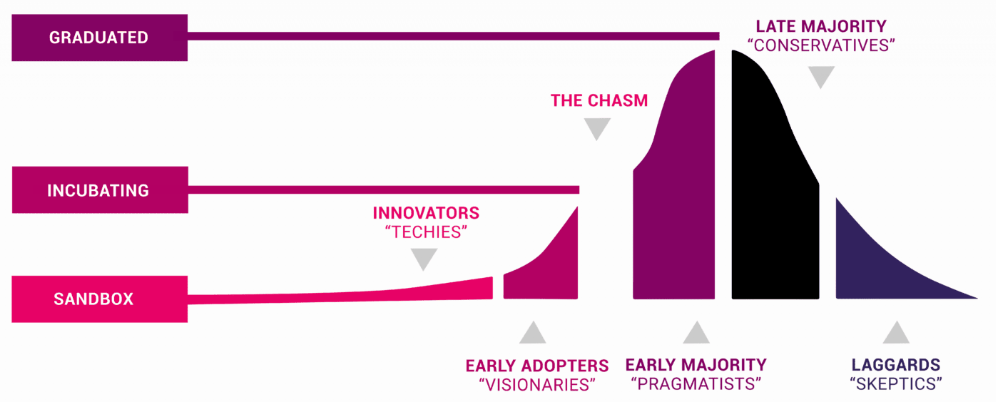 GRADUATED
LATE MAJORITY
“CONSERVATIVES”
THE CHASM
INCUBATING
INNOVATORS
“TECHIES”
SANDBOX
EARLY ADOPTERS
“VISIONARIES”
EARLY MAJORITY
“PRAGMATISTS”
LAGGARDS
“SKEPTICS”